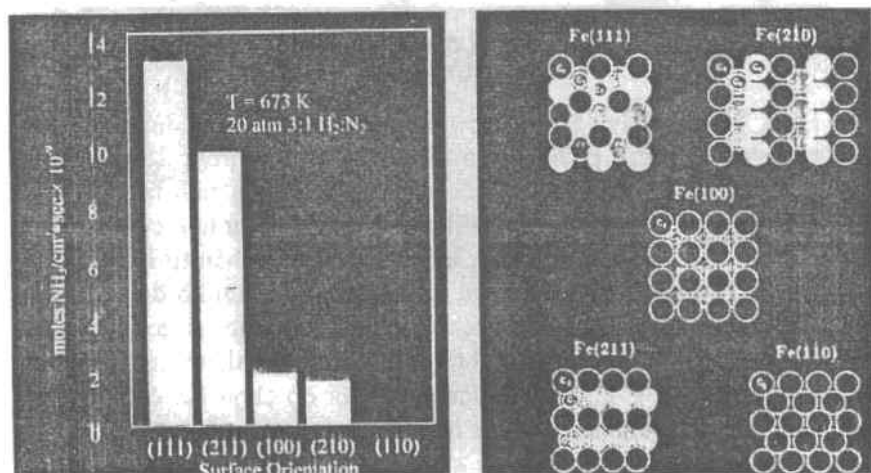 14
12
10
8
6
4
2
0
moles NH3/cm²*sec × 10⁻⁹
T = 673 K
20 atm 3:1 H2:N2
(111) (211) (100) (210) (110)
Surface Orientation
Fe(111)
Fe(210)
Fe(100)
Fe(211)
Fe(110)